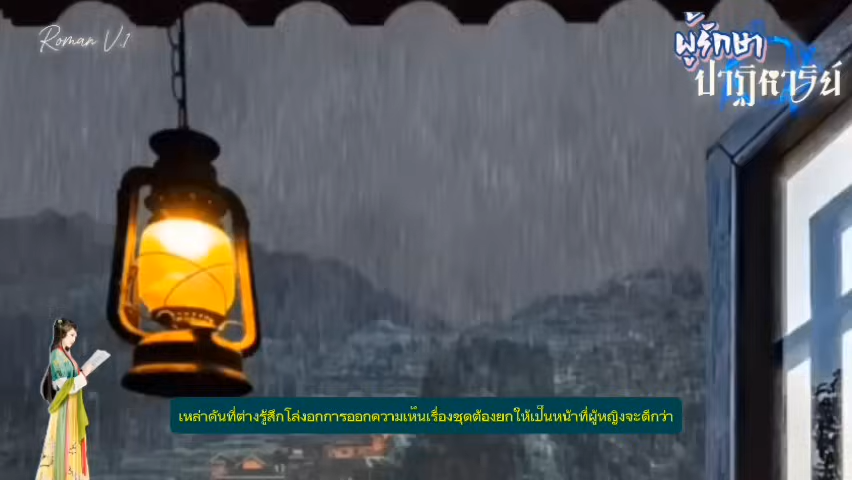 Roman V.1
ผู้รักษา
ปาฏิหาริย์
เหล่าคันที่ต่างรู้สึกโล่งอกการออกความเห็นเรื่องชุดต้องยกให้เป็นหน้าที่ผู้หญิงจะดีกว่า